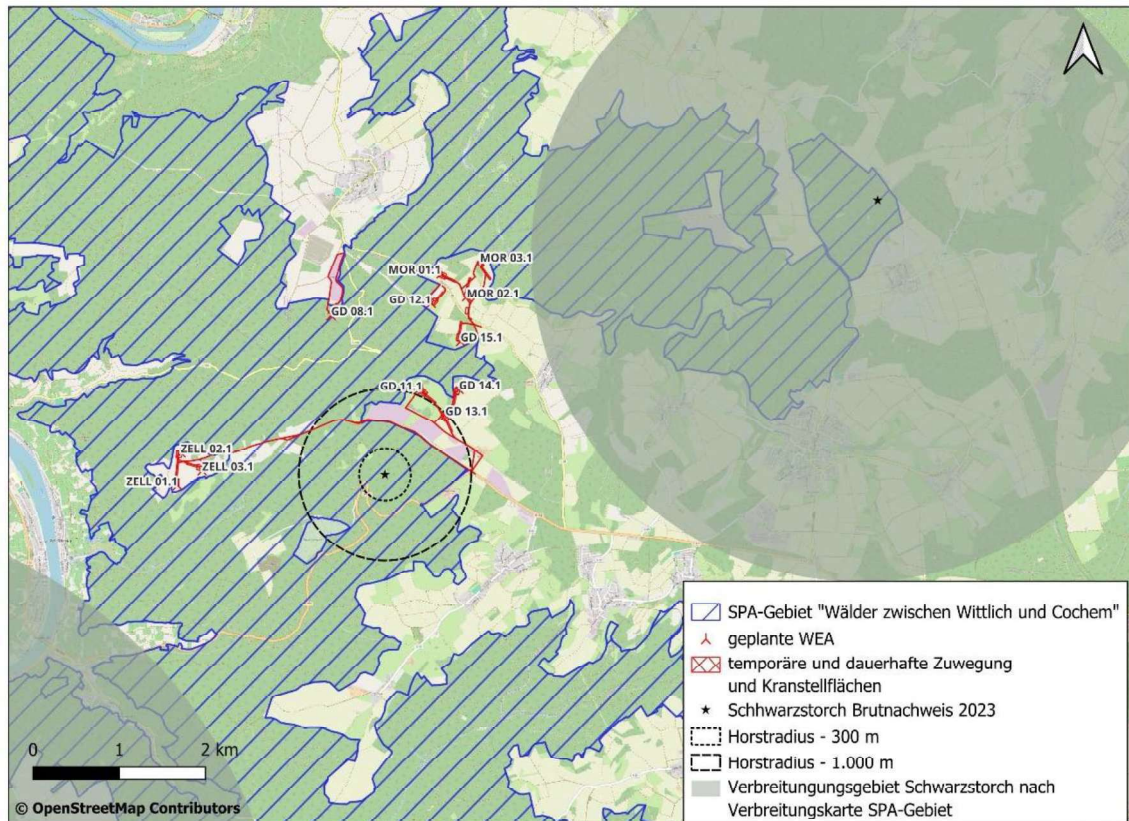 MOR 03.1
MOR 01.1
MOR 02.1
GD 12.1
GD 08.1
GD 15.1
GD 11.1
GD 14.1
GD 13.1
ZELL 02.1
ZELL 03.1
ZELL 01.1
SPA-Gebiet "Wälder zwischen Wittlich und Cochem"
geplante WEA
temporäre und dauerhafte Zuwegung
und Kranstellflächen
Schhwarzstorch Brutnachweis 2023
Horstradius - 300 m
Horstradius - 1.000 m
Verbreitungungsgebiet Schwarzstorch nach
Verbreitungskarte SPA-Gebiet
0 1 2 km
© OpenStreetMap Contributors